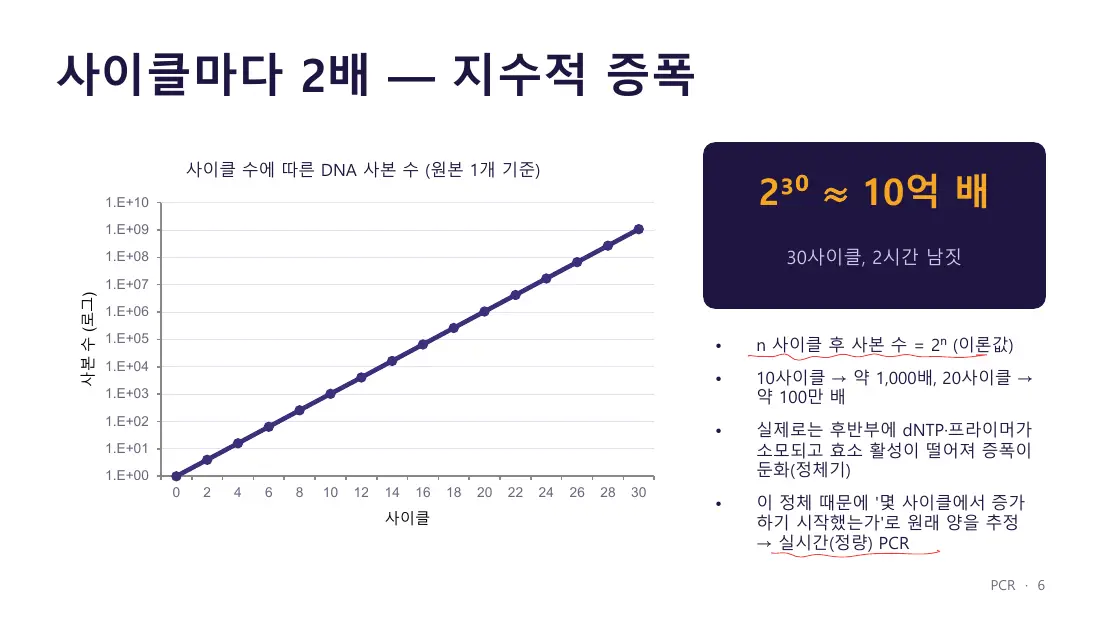 사이클마다 2배 — 지수적 증폭
사이클 수에 따른 DNA 사본 수 (원본 1개 기준)
1.E+10
1.E+09
1.E+08
1.E+07
1.E+06
1.E+05
1.E+04
1.E+03
1.E+02
1.E+01
1.E+00
사본 수 (로그)
0 2 4 6 8 10 12 14 16 18 20 22 24 26 28 30
사이클
2³⁰ ≈ 10억 배
30사이클, 2시간 남짓
• n 사이클 후 사본 수 = 2ⁿ (이론값)
• 10사이클 → 약 1,000배, 20사이클 →
약 100만 배
• 실제로는 후반부에 dNTP·프라이머가
소모되고 효소 활성이 떨어져 증폭이
둔화(정체기)
• 이 정체 때문에 '몇 사이클에서 증가
하기 시작했는가'로 원래 양을 추정
→ 실시간(정량) PCR
PCR · 6